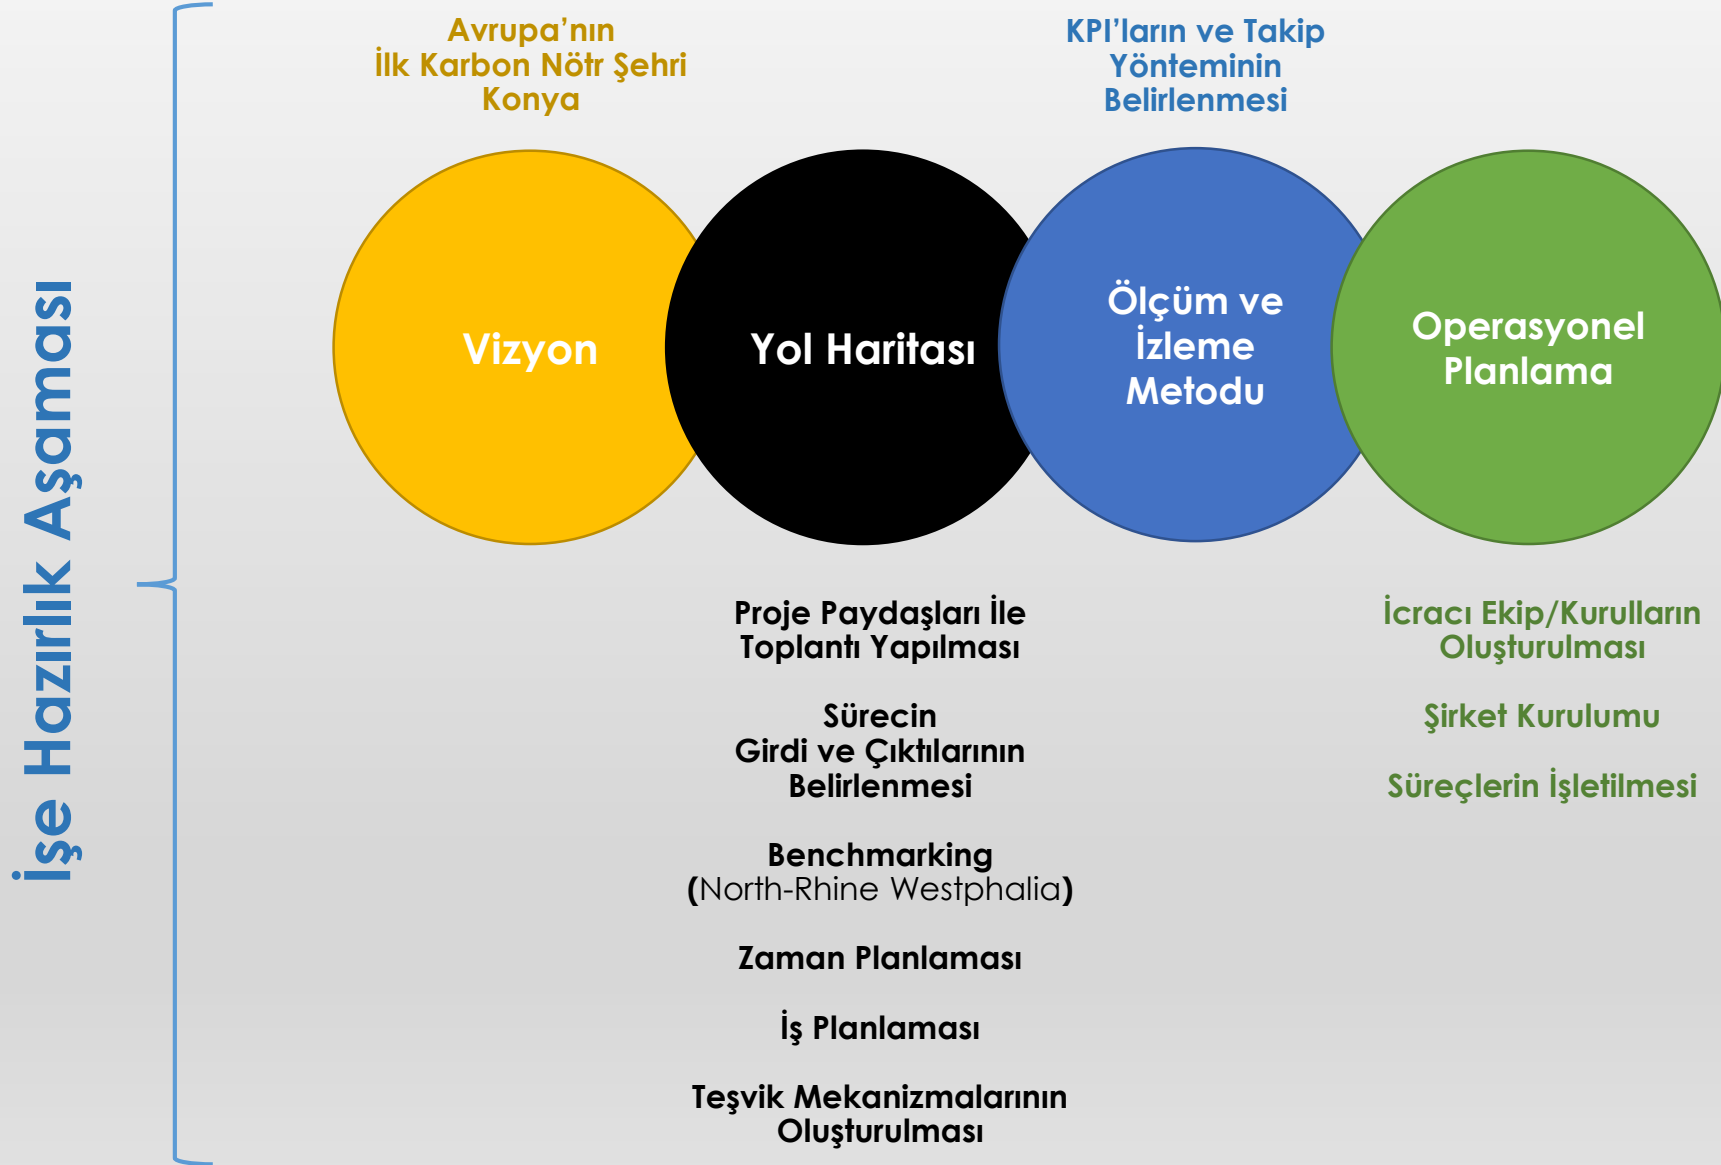 İşe Hazırlık Aşaması
Avrupa’nın
İlk Karbon Nötr Şehri
Konya
KPI’ların ve Takip
Yönteminin
Belirlenmesi
Vizyon
Yol Haritası
Ölçüm ve
İzleme
Metodu
Operasyonel
Planlama
Proje Paydaşları İle
Toplantı Yapılması
Sürecin
Girdi ve Çıktılarının
Belirlenmesi
Benchmarking
(North-Rhine Westphalia)
Zaman Planlaması
İş Planlaması
Teşvik Mekanizmalarının
Oluşturulması
İcracı Ekip/Kurulların
Oluşturulması
Şirket Kurulumu
Süreçlerin İşletilmesi